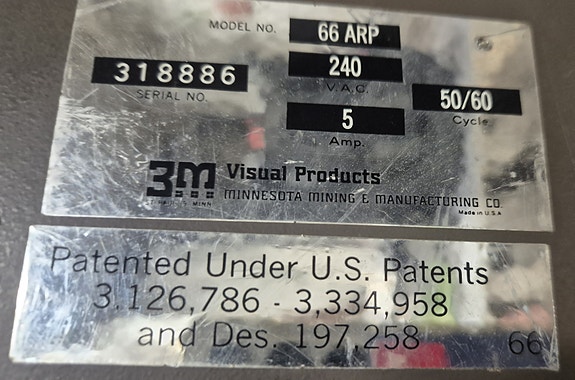 MODEL NO. 66 ARP
318886
SERIAL NO.
240
V.A.C.
50/60
Cycle
5
Amp.
3M Visual Products
MINNESOTA MINING & MANUFACTURING CO.
Made in U.S.A
Patented Under U.S. Patents
3.126,786 - 3,334,958
and Des. 197,258
66